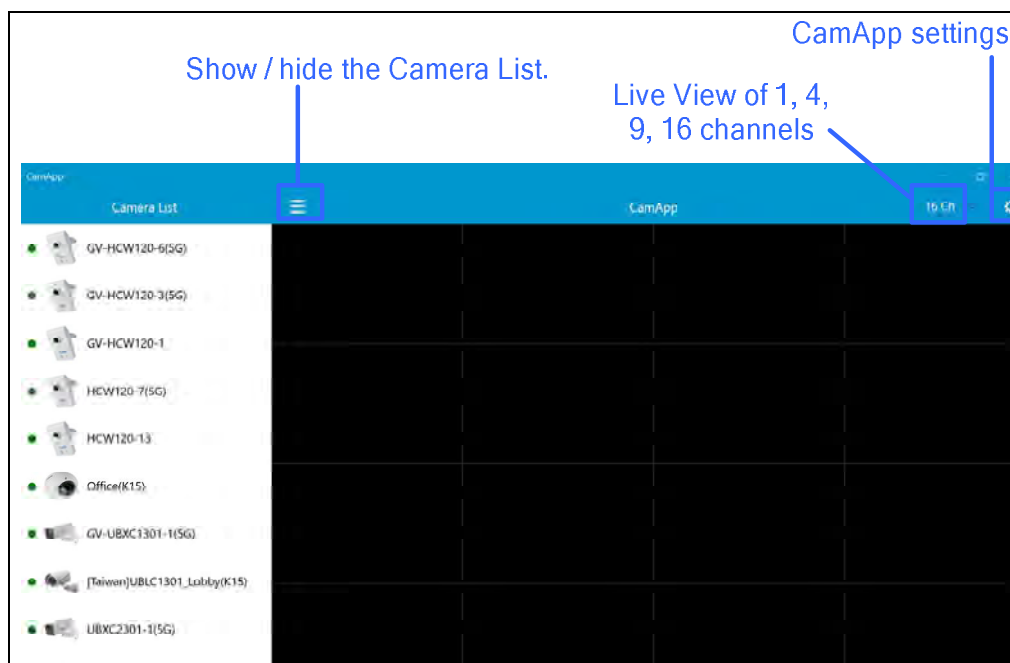 CamApp settings
Show / hide the Camera List.
Live View of 1, 4,
9, 16 channels
CamApp
Camera List
CamApp
16 Ch
GV-HCW120-6(5G)
GV-HCW120-3(5G)
GV-HCW120-1
HCW120-7(5G)
HCW120-13
Office(K15)
GV-UBXC1301-1(5G)
[Taiwan]UBLC1301_Lobby(K15)
UBXC2301-1(5G)